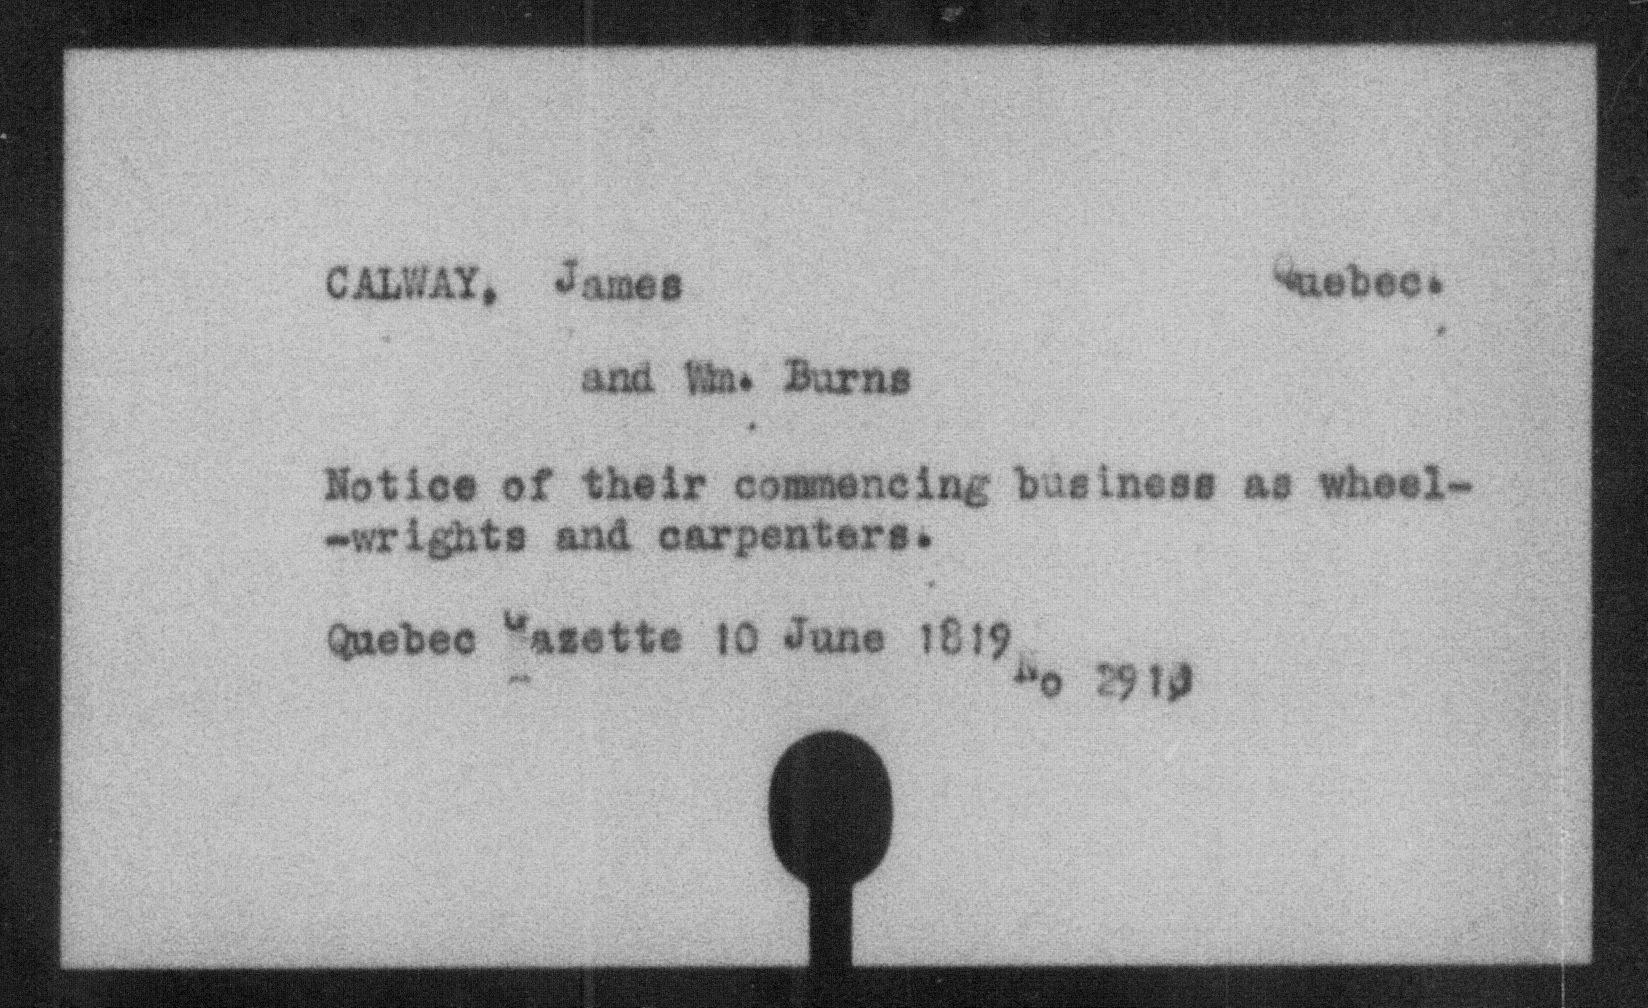 CALWAY, James Quebec.
and Wm. Burns
Notice of their commencing business as wheel-
-wrights and carpenters.
Quebec Gazette 10 June 1819
No